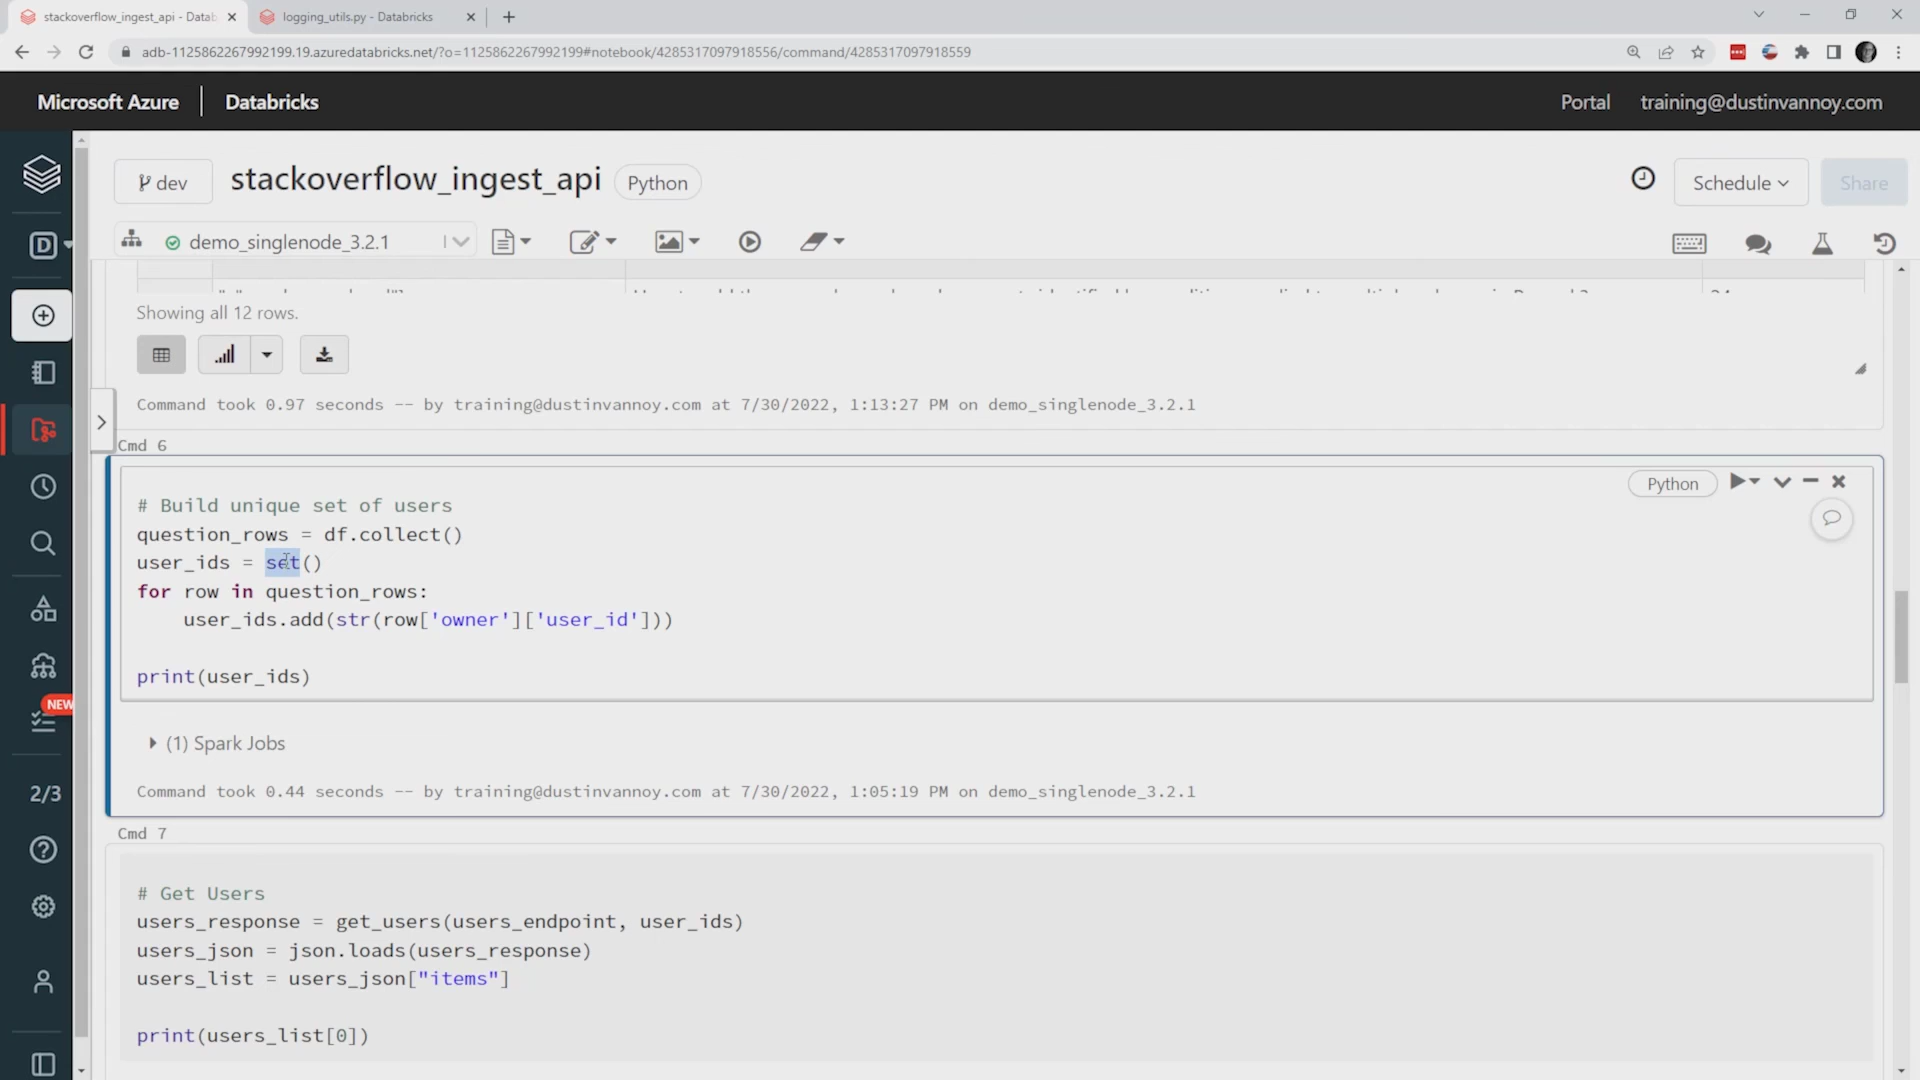 stackoverflow_ingest_api - Datab
logging_utils.py - Databricks
adb-1125862267992199.19.azuredatabricks.net/?o=1125862267992199#notebook/4285317097918556/command/4285317097918559
Microsoft Azure
Databricks
Portal
training@dustinvannoy.com
dev
stackoverflow_ingest_api
Python
Schedule
Share
D
demo_singlenode_3.2.1
Showing all 12 rows.
Command took 0.97 seconds -- by training@dustinvannoy.com at 7/30/2022, 1:13:27 PM on demo_singlenode_3.2.1
Cmd 6
Python
# Build unique set of users
question_rows = df.collect()
user_ids = set()
for row in question_rows:
    user_ids.add(str(row['owner']['user_id']))
print(user_ids)
NEW
(1) Spark Jobs
2/3
Command took 0.44 seconds -- by training@dustinvannoy.com at 7/30/2022, 1:05:19 PM on demo_singlenode_3.2.1
Cmd 7
# Get Users
users_response = get_users(users_endpoint, user_ids)
users_json = json.loads(users_response)
users_list = users_json["items"]
print(users_list[0])